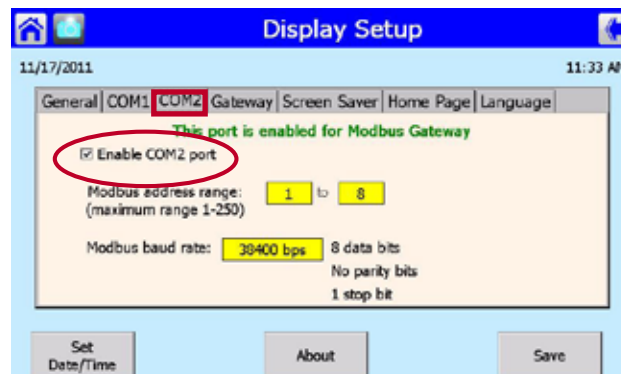 Display Setup
11/17/2011 11:33 AM
General COM1 COM2 Gateway Screen Saver Home Page Language
This port is enabled for Modbus Gateway
Enable COM2 port
Modbus address range: 1 to 8
(maximum range 1-250)
Modbus baud rate: 38400 bps 8 data bits
No parity bits
1 stop bit
Set
Date/Time
About
Save